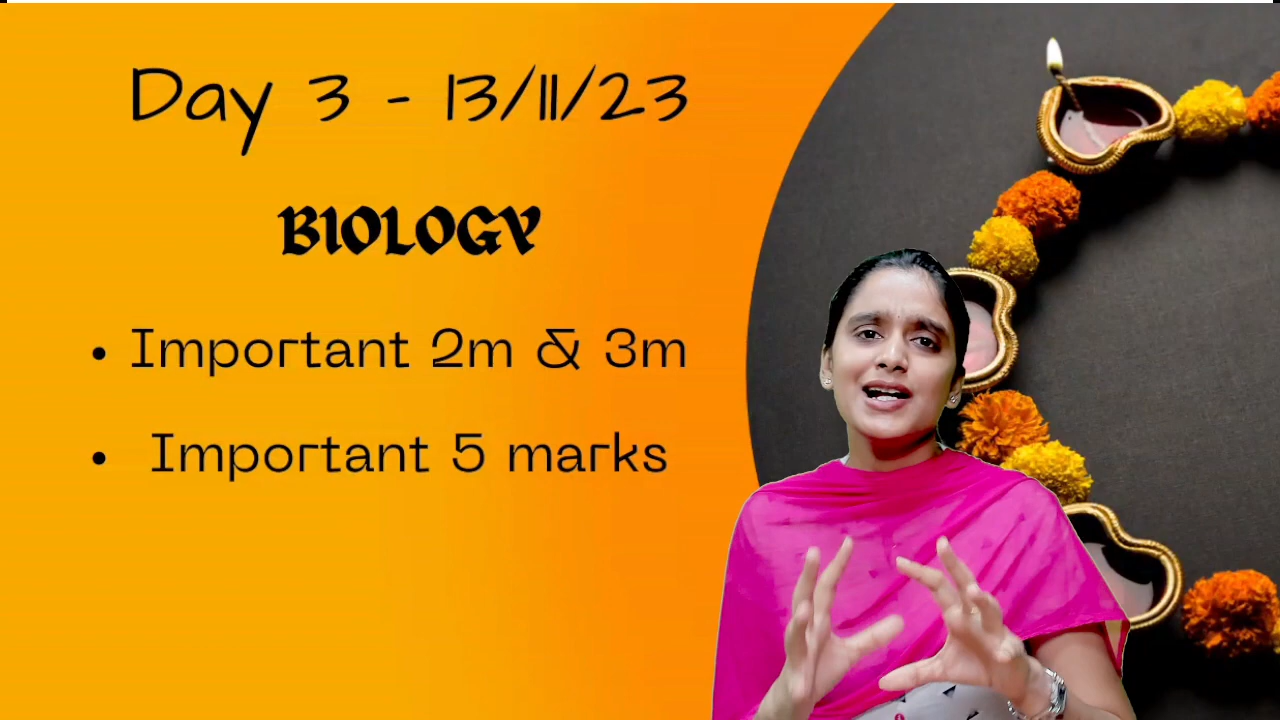 Day 3 - 13/11/23
BIOLOGY
• Important 2m & 3m
• Important 5 marks